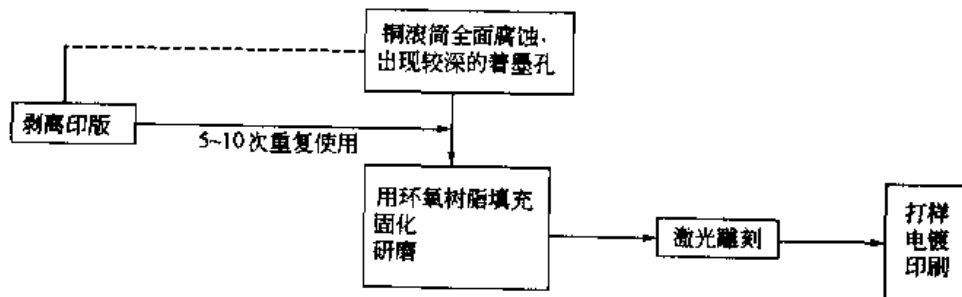 铜滚筒全面腐蚀，
出现较深的着墨孔
剥离印版
5~10次重复使用
用环氧树脂填充
固化
研磨
激光雕刻
打样
电镀
印刷